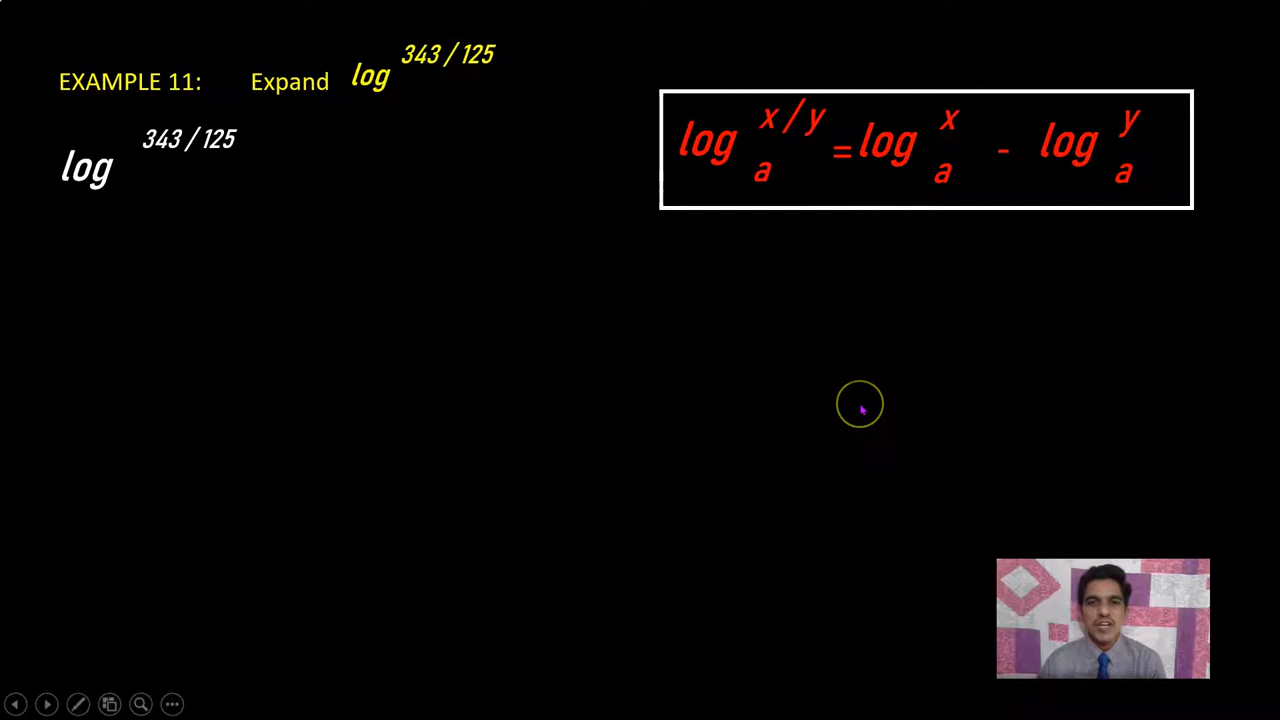 EXAMPLE 11: Expand log 343 / 125
log 343 / 125
log a x / y = log a x - log a y